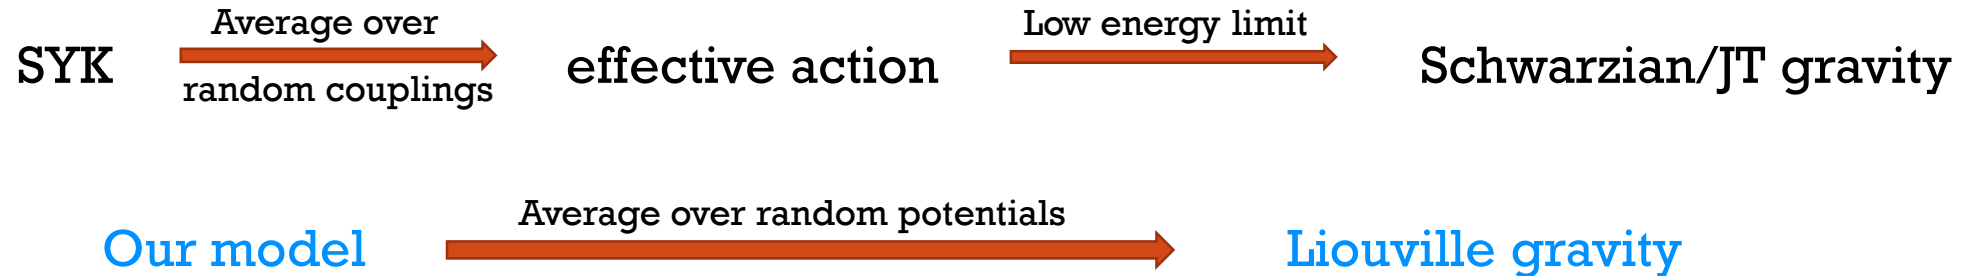 SYK
Average over
random couplings
effective action
Low energy limit
Schwarzian/JT gravity
Our model
Average over random potentials
Liouville gravity